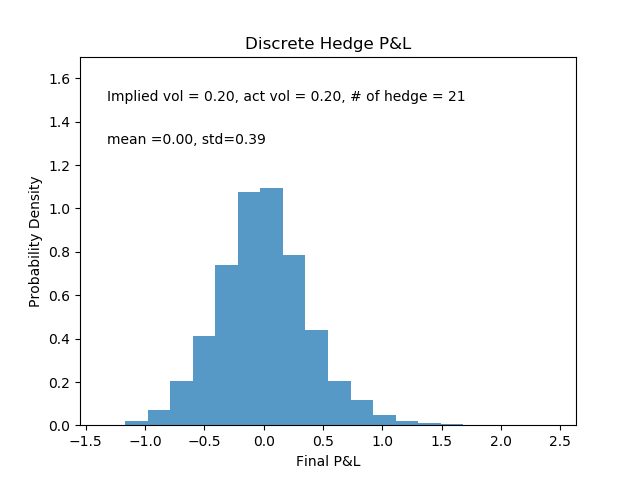 Discrete Hedge P&L
1.6
Implied vol = 0.20, act vol = 0.20, # of hedge = 21
1.4
mean =0.00, std=0.39
1.2
1.0
0.8
0.6
0.4
0.2
0.0
Probability Density
−1.5 −1.0 −0.5 0.0 0.5 1.0 1.5 2.0 2.5
Final P&L